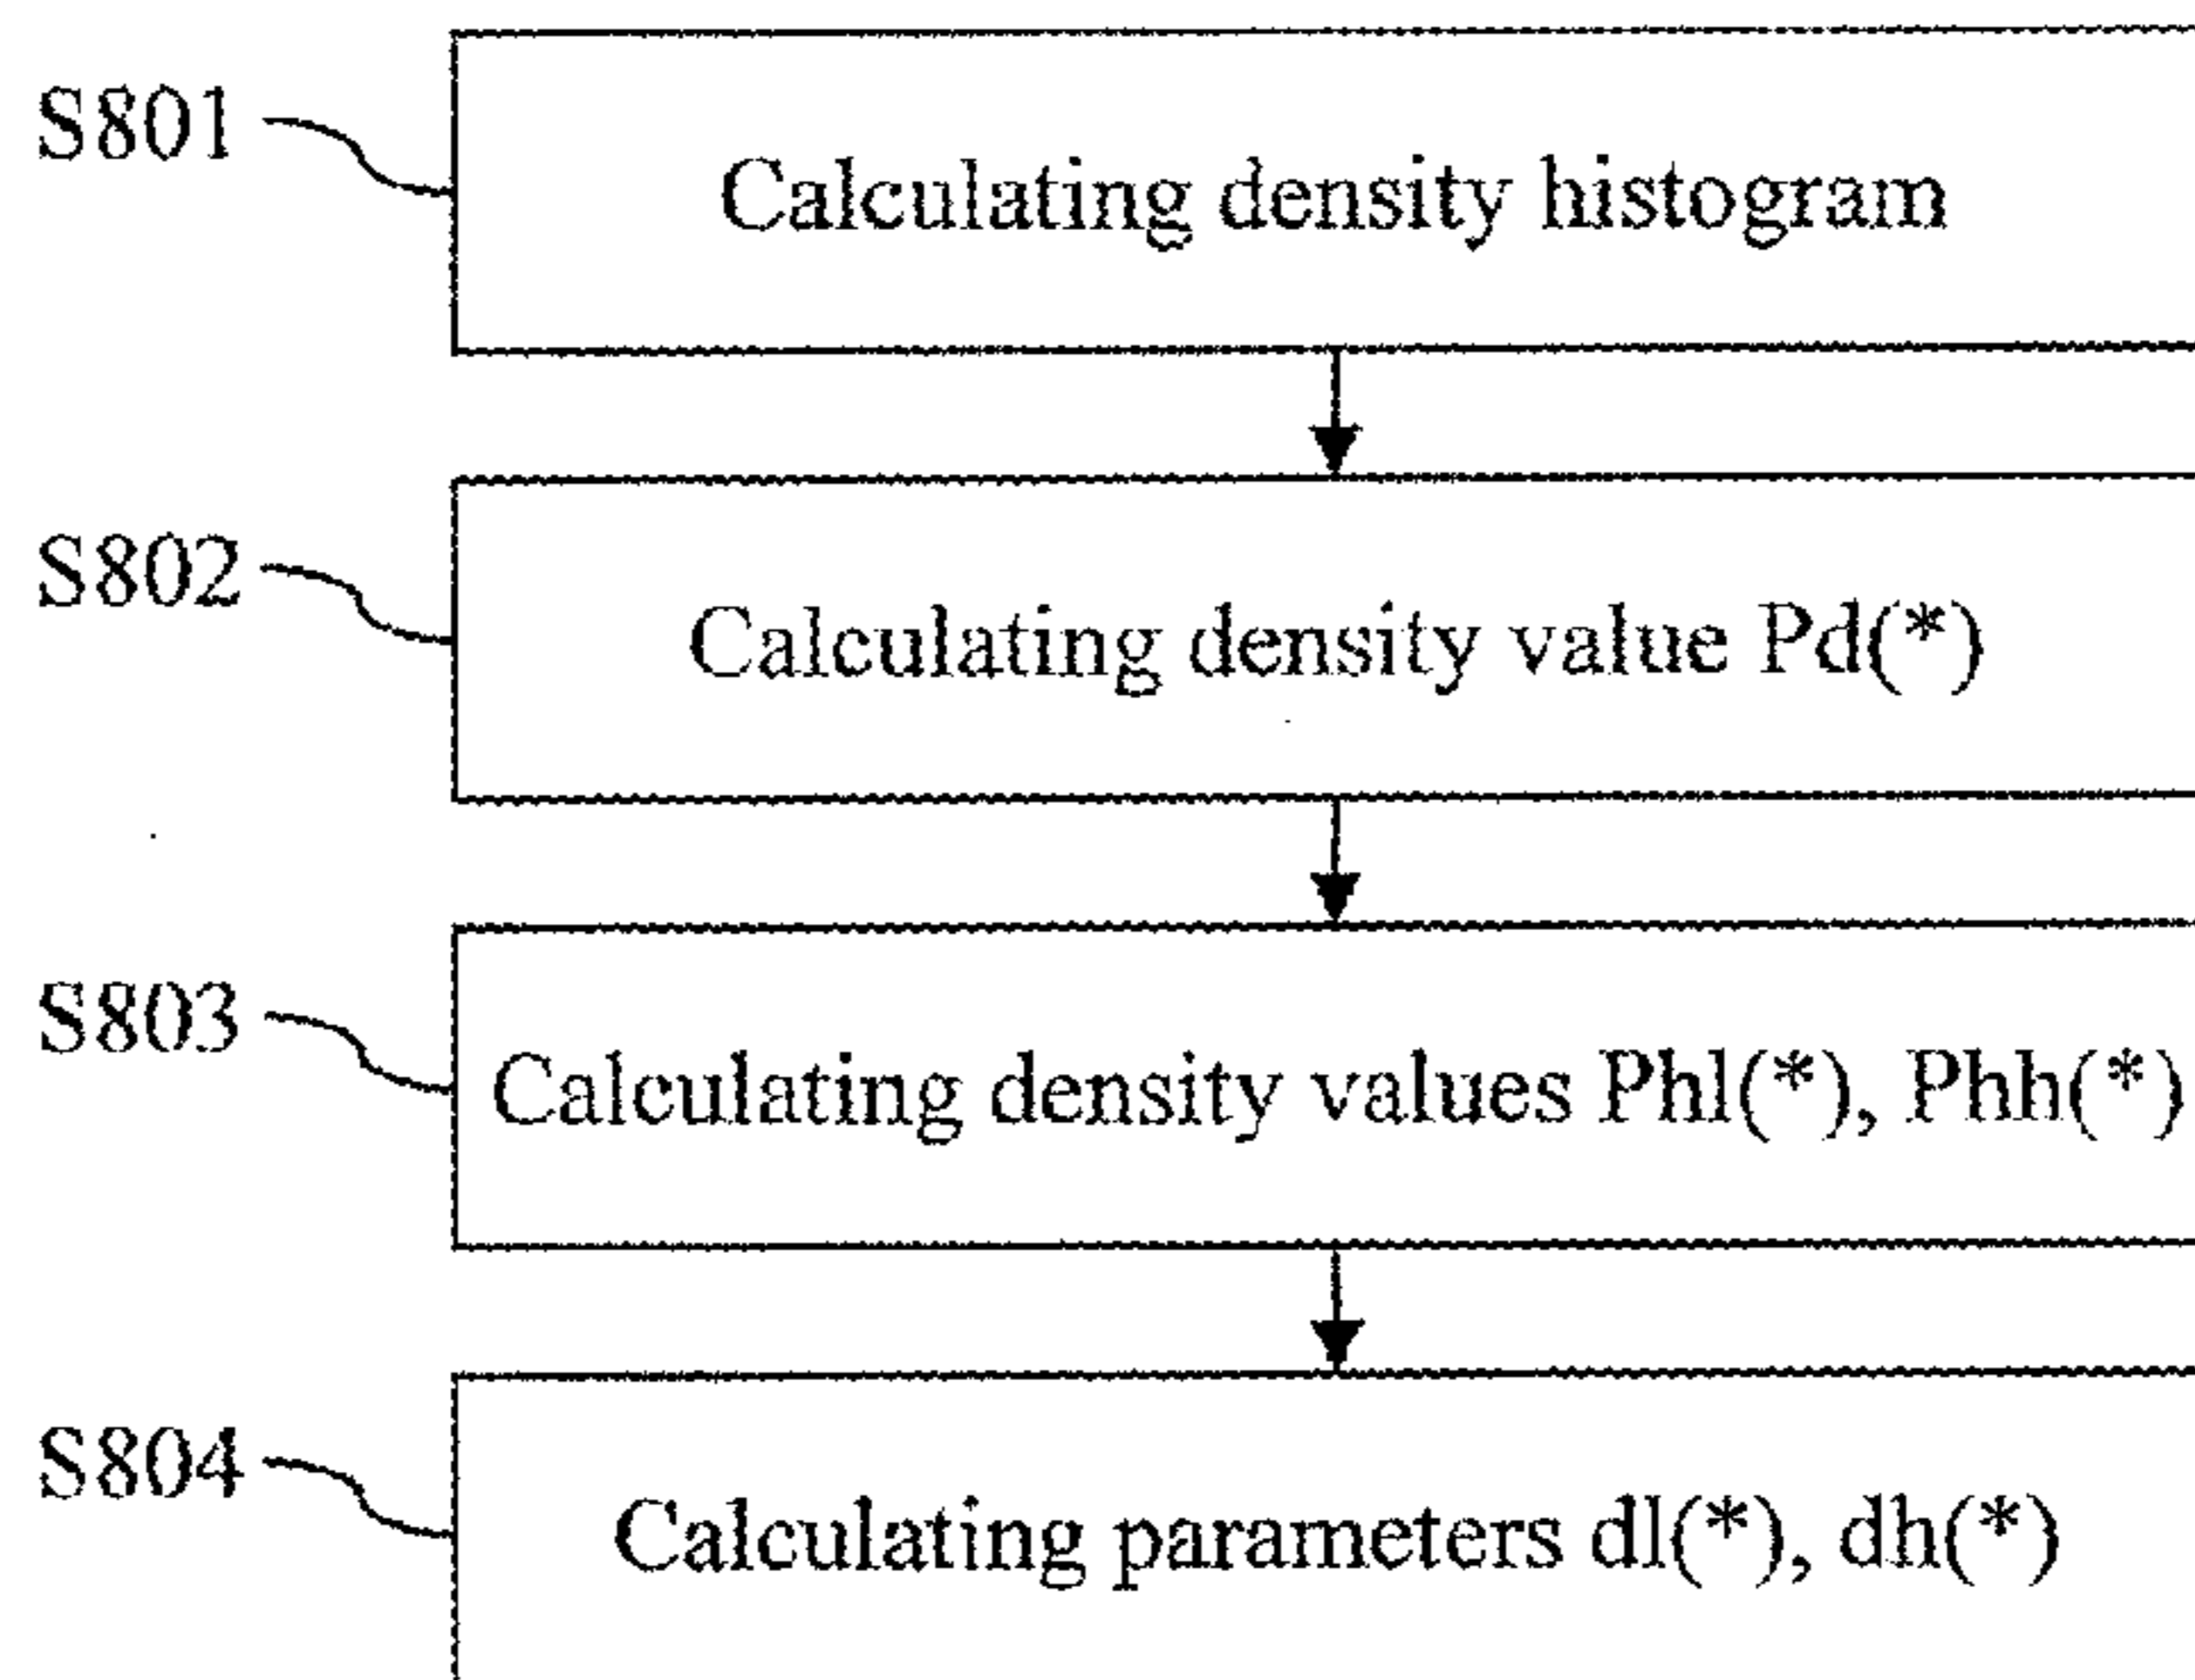 S801
Calculating density histogram
S802
Calculating density value Pd(*)
S803
Calculating density values Phl(*), Phh(*)
S804
Calculating parameters dl(*), dh(*)